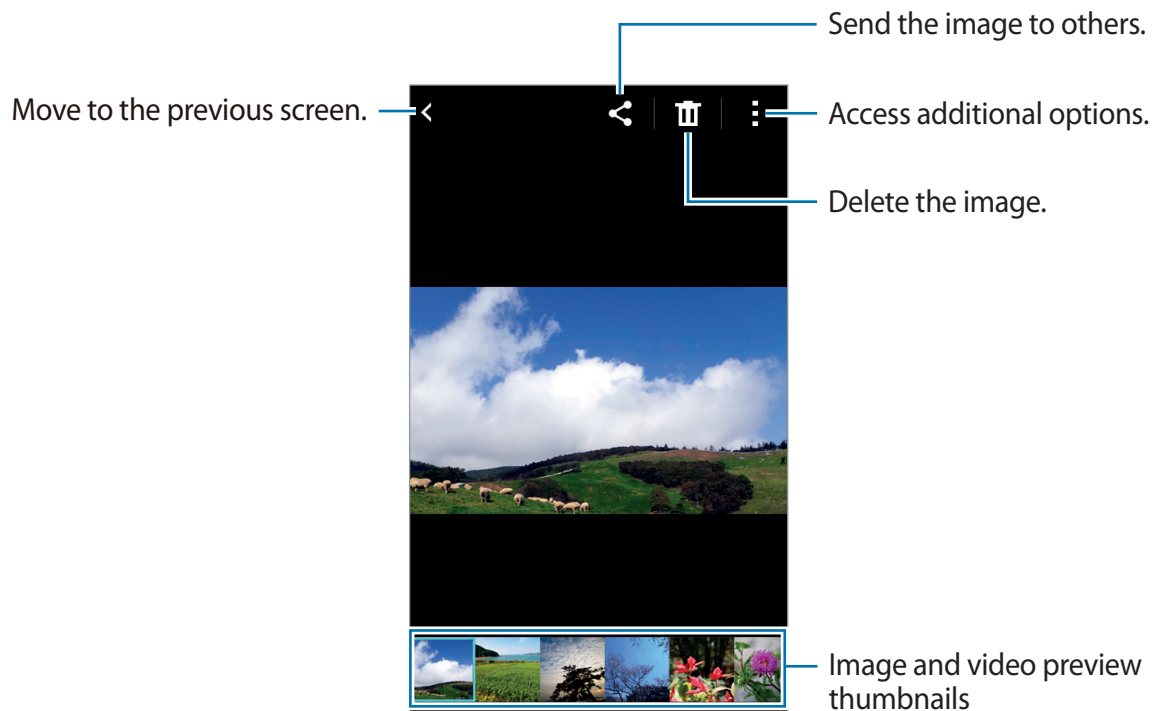 Send the image to others.
Move to the previous screen.
Access additional options.
Delete the image.
Image and video preview
thumbnails